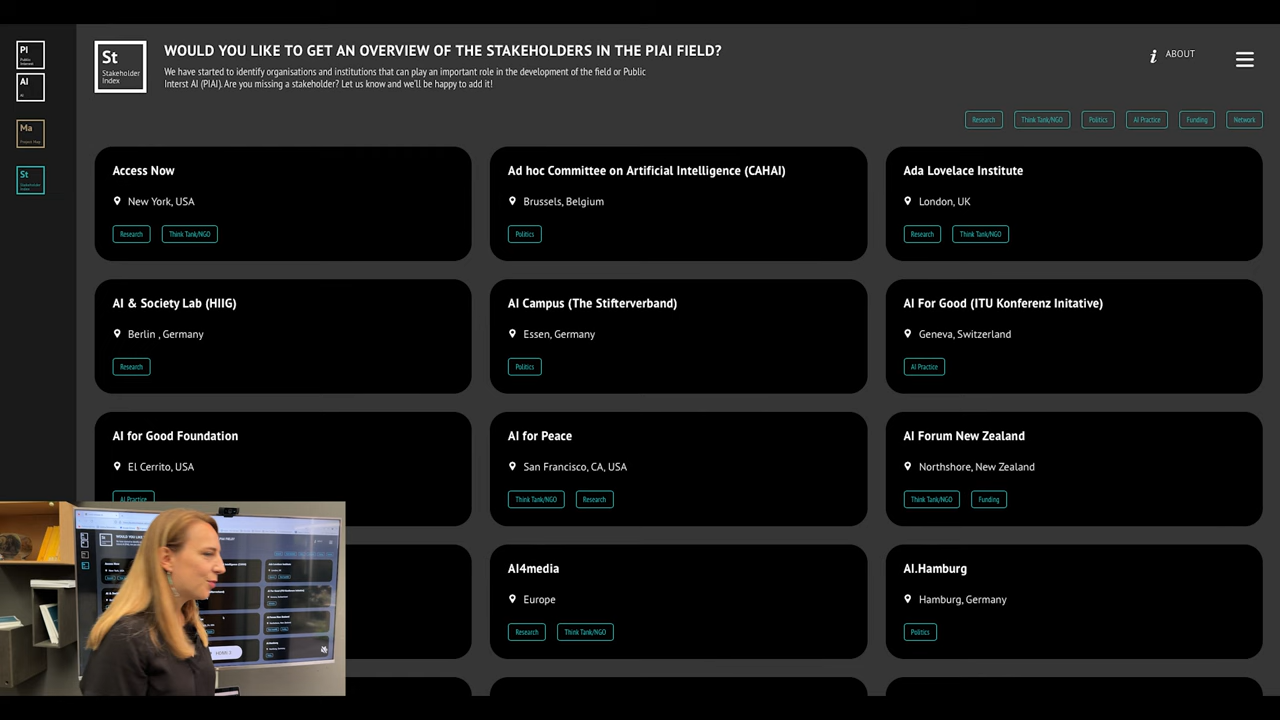 PI
Public
Interest
AI
AI
Ma
Project Map
St
Stakeholder
Index
St
Stakeholder
Index
WOULD YOU LIKE TO GET AN OVERVIEW OF THE STAKEHOLDERS IN THE PIAI FIELD?
We have started to identify organisations and institutions that can play an important role in the development of the field or Public
Interst AI (PIAI). Are you missing a stakeholder? Let us know and we'll be happy to add it!
i ABOUT
Research Think Tank/NGO Politics AI Practice Funding Network
Access Now
New York, USA
Research Think Tank/NGO
Ad hoc Committee on Artificial Intelligence (CAHAI)
Brussels, Belgium
Politics
Ada Lovelace Institute
London, UK
Research Think Tank/NGO
AI & Society Lab (HIIG)
Berlin , Germany
Research
AI Campus (The Stifterverband)
Essen, Germany
Politics
AI For Good (ITU Konferenz Initative)
Geneva, Switzerland
AI Practice
AI for Good Foundation
El Cerrito, USA
AI Practice
AI for Peace
San Francisco, CA, USA
Think Tank/NGO Research
AI Forum New Zealand
Northshore, New Zealand
Think Tank/NGO Funding
AI4media
Europe
Research Think Tank/NGO
AI.Hamburg
Hamburg, Germany
Politics